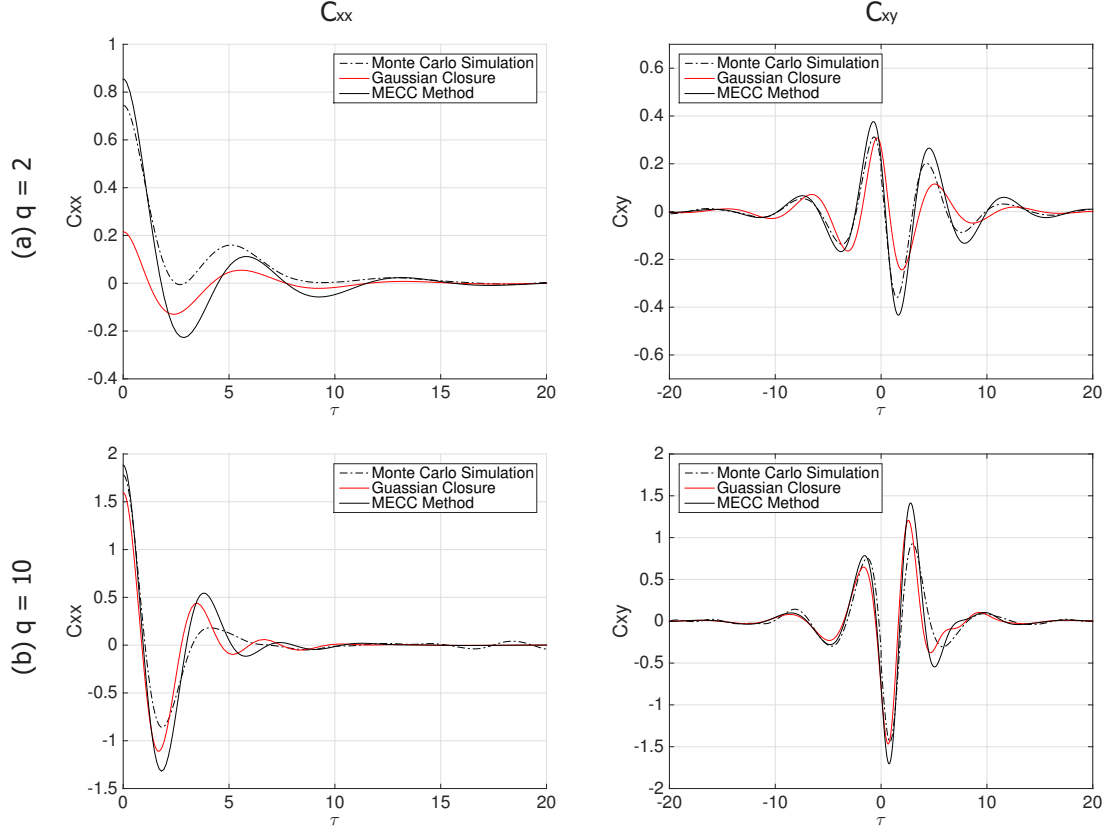 Cxx
Cxy
(a) q = 2
1
0.8
0.6
0.4
0.2
0
-0.2
-0.4
Cxx
Monte Carlo Simulation
Gaussian Closure
MECC Method
0 5 10 15 20
τ
0.6
0.4
0.2
0
-0.2
-0.4
-0.6
Cxy
Monte Carlo Simulation
Gaussian Closure
MECC Method
-20 -10 0 10 20
τ
(b) q = 10
2
1.5
1
0.5
0
-0.5
-1
-1.5
Cxx
Monte Carlo Simulation
Guassian Closure
MECC Method
0 5 10 15 20
τ
2
1.5
1
0.5
0
-0.5
-1
-1.5
-2
Cxy
Monte Carlo Simulation
Guassian Closure
MECC Method
-20 -10 0 10 20
τ